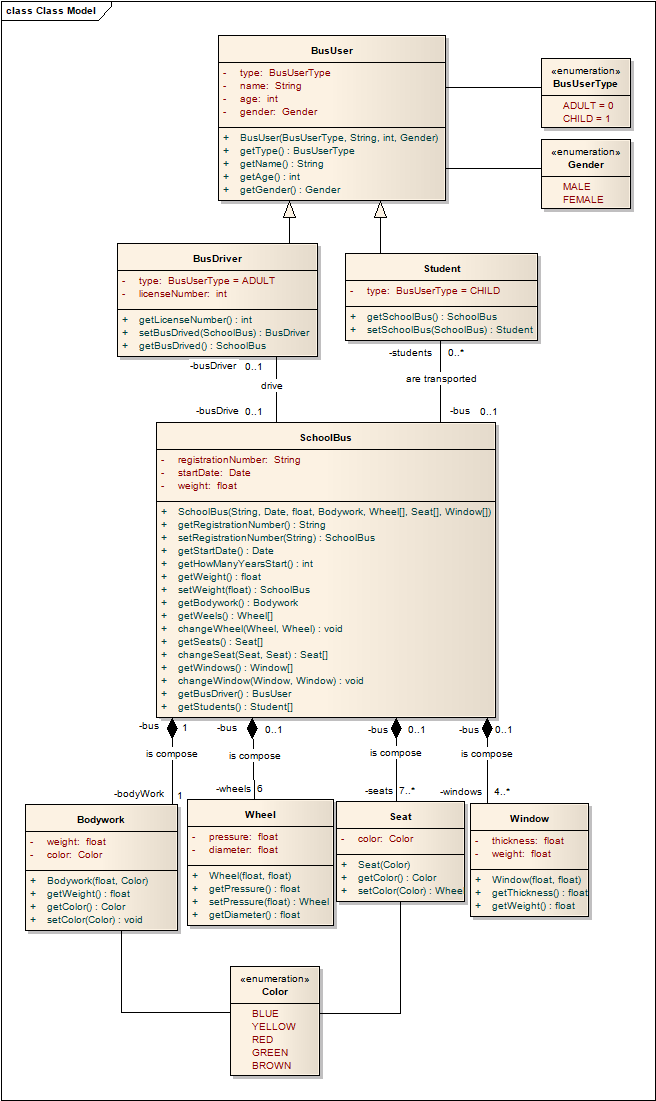 class Class Model
BusUser
- type: BusUserType
- name: String
- age: int
- gender: Gender
+ BusUser(BusUserType, String, int, Gender)
+ getType() : BusUserType
+ getName() : String
+ getAge() : int
+ getGender() : Gender
«enumeration»
BusUserType
ADULT = 0
CHILD = 1
«enumeration»
Gender
MALE
FEMALE
BusDriver
- type: BusUserType = ADULT
- licenseNumber: int
+ getLicenseNumber() : int
+ setBusDrived(SchoolBus) : BusDriver
+ getBusDrived() : SchoolBus
Student
- type: BusUserType = CHILD
+ getSchoolBus() : SchoolBus
+ setSchoolBus(SchoolBus) : Student
-busDriver 0..1
drive
-busDrive 0..1
-students 0..*
are transported
-bus 0..1
SchoolBus
- registrationNumber: String
- startDate: Date
- weight: float
+ SchoolBus(String, Date, float, Bodywork, Wheel[], Seat[], Window[])
+ getRegistrationNumber() : String
+ setRegistrationNumber(String) : SchoolBus
+ getStartDate() : Date
+ getHowManyYearsStart() : int
+ getWeight() : float
+ setWeight(float) : SchoolBus
+ getBodywork() : Bodywork
+ getWeels() : Wheel[]
+ changeWheel(Wheel, Wheel) : void
+ getSeats() : Seat[]
+ changeSeat(Seat, Seat) : Seat[]
+ getWindows() : Window[]
+ changeWindow(Window, Window) : void
+ getBusDriver() : BusUser
+ getStudents() : Student[]
-bus 1
is compose
-bodyWork 1
-bus 0..1
is compose
-wheels 6
-bus 0..1
is compose
-seats 7..*
-bus 0..1
is compose
-windows 4..*
Bodywork
- weight: float
- color: Color
+ Bodywork(float, Color)
+ getWeight() : float
+ getColor() : Color
+ setColor(Color) : void
Wheel
- pressure: float
- diameter: float
+ Wheel(float, float)
+ getPressure() : float
+ setPressure(float) : Wheel
+ getDiameter() : float
Seat
- color: Color
+ Seat(Color)
+ getColor() : Color
+ setColor(Color) : Wheel
Window
- thickness: float
- weight: float
+ Window(float, float)
+ getThickness() : float
+ getWeight() : float
«enumeration»
Color
BLUE
YELLOW
RED
GREEN
BROWN